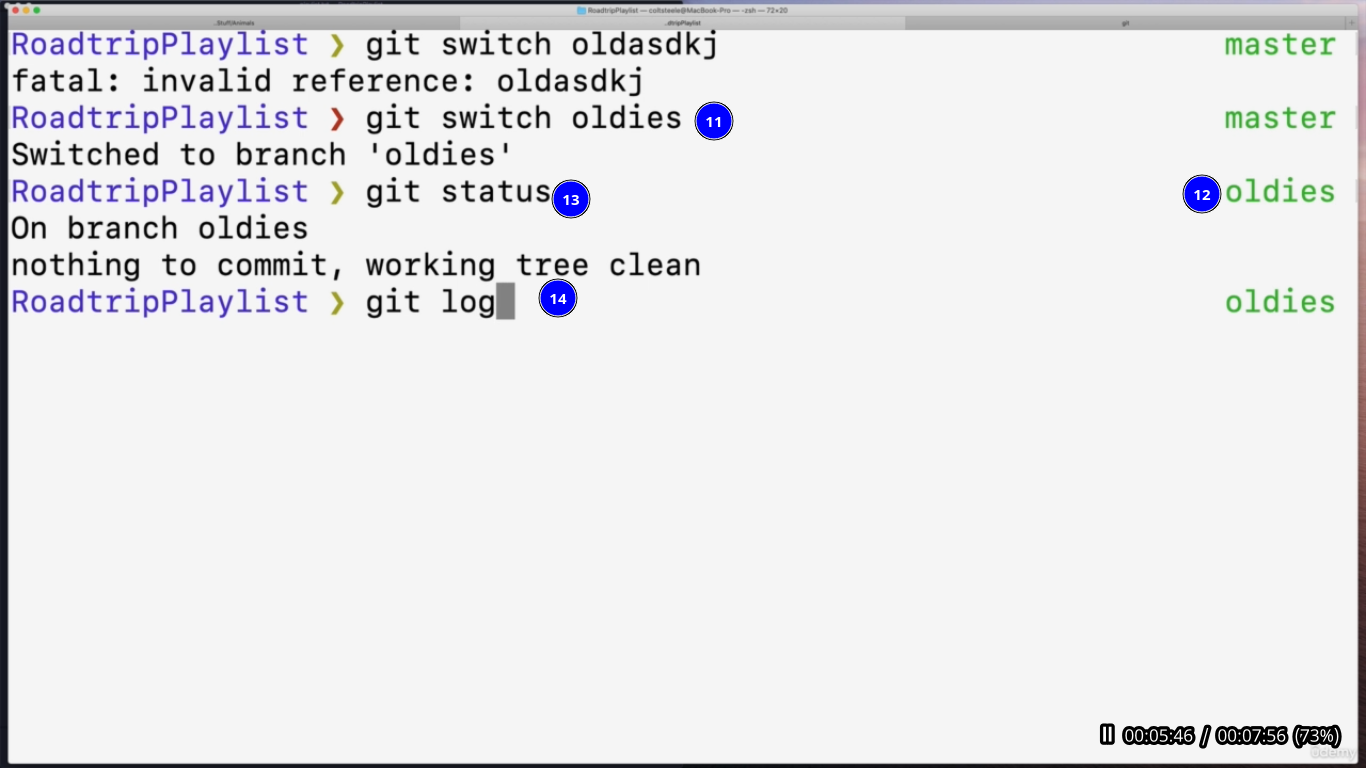 RoadtripPlaylist — coltsteele@MacBook-Pro — -zsh — 72×20
..Stuff/Animals ..dtripPlaylist git +
RoadtripPlaylist ❯ git switch oldasdkj master
fatal: invalid reference: oldasdkj
RoadtripPlaylist ❯ git switch oldies 11 master
Switched to branch 'oldies'
RoadtripPlaylist ❯ git status 13 12 oldies
On branch oldies
nothing to commit, working tree clean
RoadtripPlaylist ❯ git log 14 oldies
00:05:46 / 00:07:56 (73%)
udemy